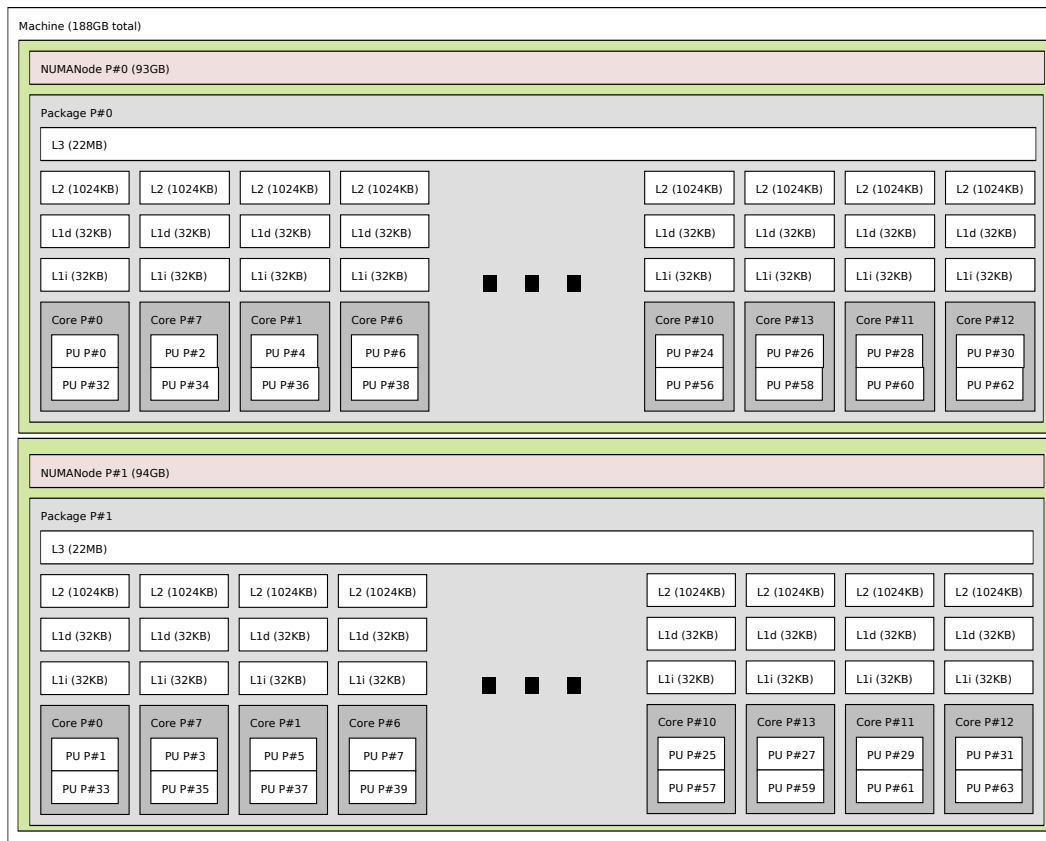 Machine (188GB total)
NUMANode P#0 (93GB)
Package P#0
L3 (22MB)
L2 (1024KB) L2 (1024KB) L2 (1024KB) L2 (1024KB) L2 (1024KB) L2 (1024KB) L2 (1024KB) L2 (1024KB)
L1d (32KB) L1d (32KB) L1d (32KB) L1d (32KB) L1d (32KB) L1d (32KB) L1d (32KB) L1d (32KB)
L1i (32KB) L1i (32KB) L1i (32KB) L1i (32KB) L1i (32KB) L1i (32KB) L1i (32KB) L1i (32KB)
Core P#0 Core P#7 Core P#1 Core P#6 Core P#10 Core P#13 Core P#11 Core P#12
PU P#0 PU P#2 PU P#4 PU P#6 PU P#24 PU P#26 PU P#28 PU P#30
PU P#32 PU P#34 PU P#36 PU P#38 PU P#56 PU P#58 PU P#60 PU P#62
NUMANode P#1 (94GB)
Package P#1
L3 (22MB)
L2 (1024KB) L2 (1024KB) L2 (1024KB) L2 (1024KB) L2 (1024KB) L2 (1024KB) L2 (1024KB) L2 (1024KB)
L1d (32KB) L1d (32KB) L1d (32KB) L1d (32KB) L1d (32KB) L1d (32KB) L1d (32KB) L1d (32KB)
L1i (32KB) L1i (32KB) L1i (32KB) L1i (32KB) L1i (32KB) L1i (32KB) L1i (32KB) L1i (32KB)
Core P#0 Core P#7 Core P#1 Core P#6 Core P#10 Core P#13 Core P#11 Core P#12
PU P#1 PU P#3 PU P#5 PU P#7 PU P#25 PU P#27 PU P#29 PU P#31
PU P#33 PU P#35 PU P#37 PU P#39 PU P#57 PU P#59 PU P#61 PU P#63